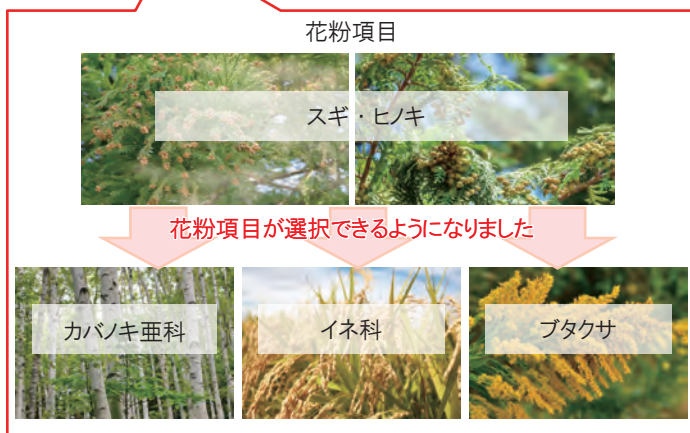 花粉項目
スギ・ヒノキ
花粉項目が選択できるようになりました
カバノキ亜科
イネ科
ブタクサ